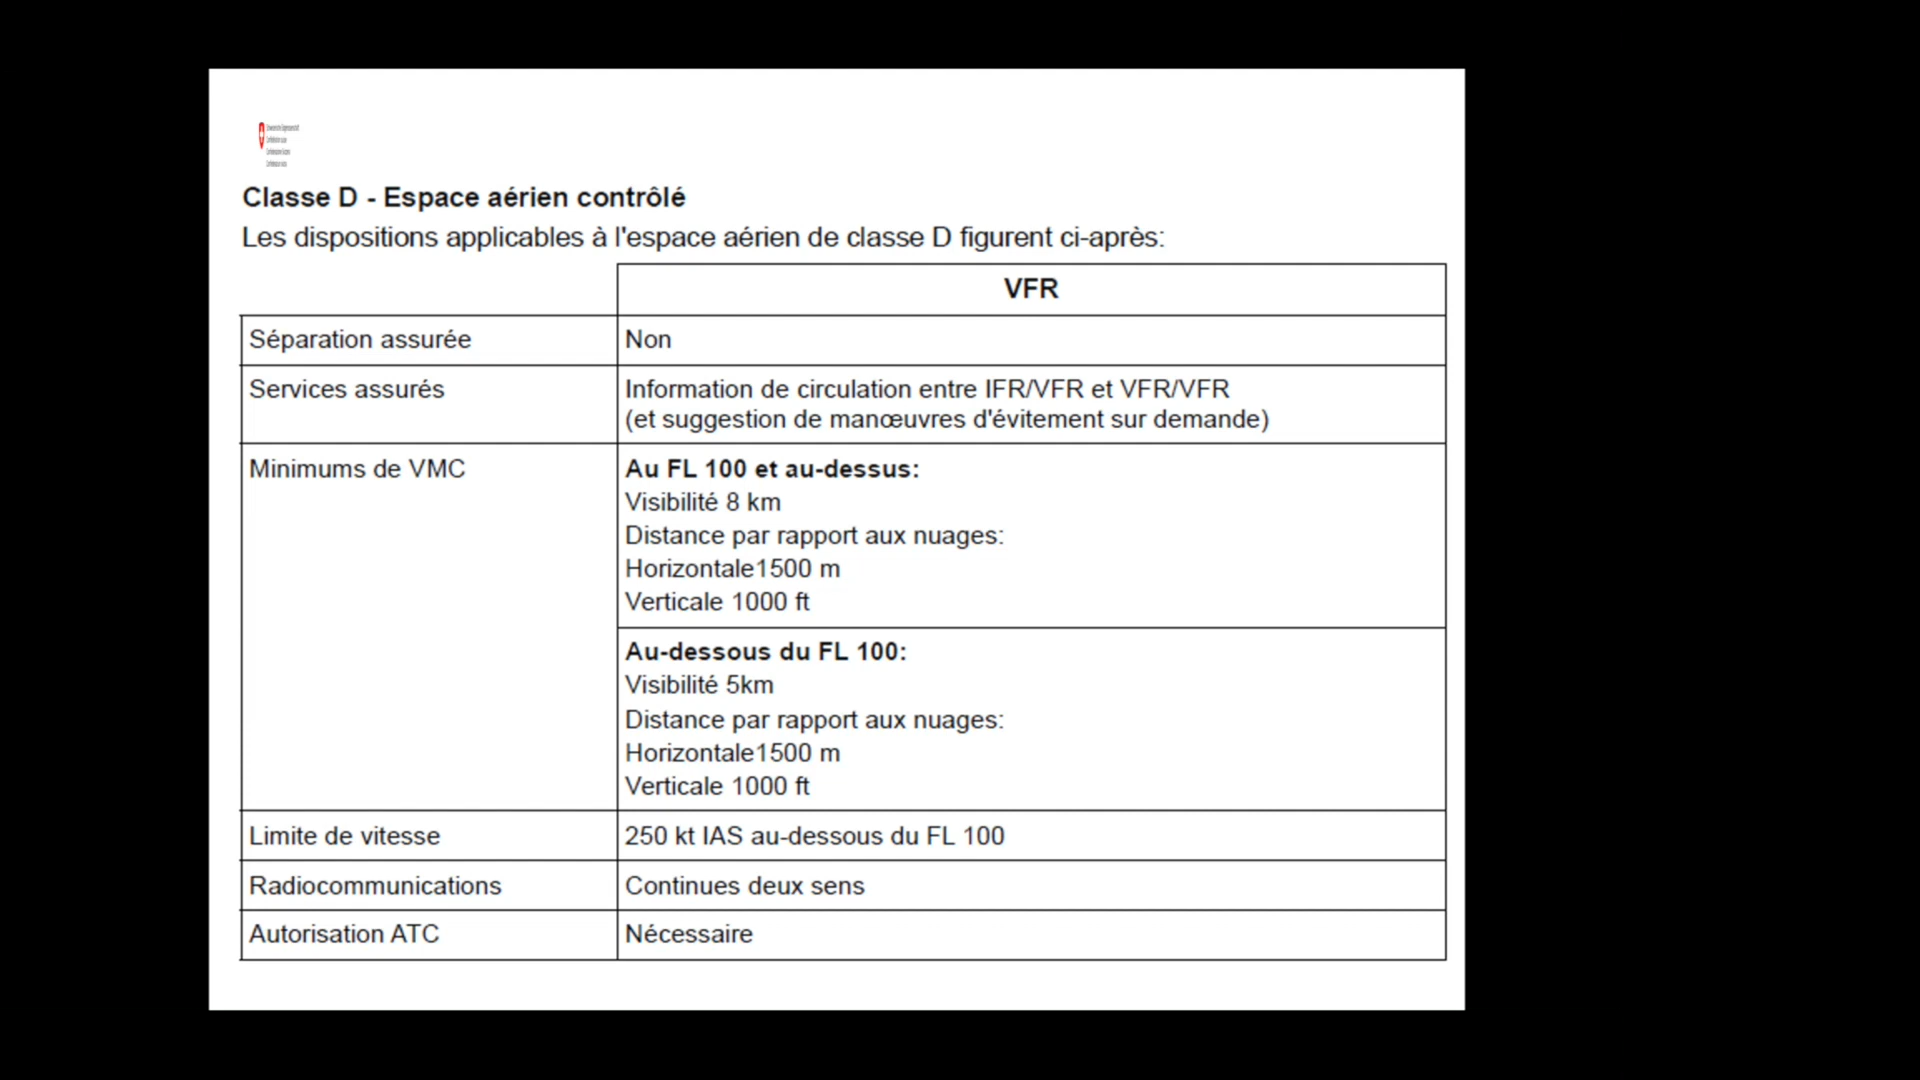 Classe D - Espace aérien contrôlé
Les dispositions applicables à l'espace aérien de classe D figurent ci-après:
VFR
Séparation assurée Non
Services assurés Information de circulation entre IFR/VFR et VFR/VFR
(et suggestion de manœuvres d'évitement sur demande)
Minimums de VMC Au FL 100 et au-dessus:
Visibilité 8 km
Distance par rapport aux nuages:
Horizontale1500 m
Verticale 1000 ft
Au-dessous du FL 100:
Visibilité 5km
Distance par rapport aux nuages:
Horizontale1500 m
Verticale 1000 ft
Limite de vitesse 250 kt IAS au-dessous du FL 100
Radiocommunications Continues deux sens
Autorisation ATC Nécessaire